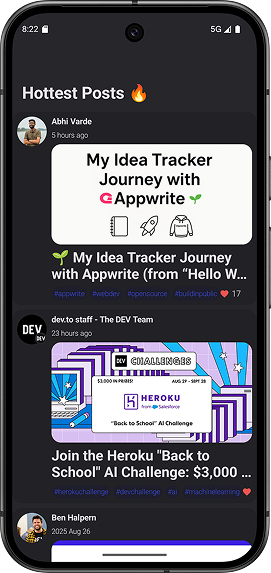 8:22
5G
Hottest Posts 🔥
Abhi Varde
5 hours ago
My Idea Tracker
Journey with
Appwrite 🌱
🌱 My Idea Tracker Journey
with Appwrite (from “Hello W...
#appwrite #webdev #opensource #buildinpublic ❤️ 17
DEV
DEV
dev.to staff - The DEV Team
23 hours ago
DEV CHALLENGES
$3,000 IN PRIZES! AUG 29 - SEPT 28
HEROKU
from Salesforce
"Back to School" AI Challenge
Join the Heroku "Back to
School" AI Challenge: $3,000 ...
#herokuchallenge #devchallenge #ai #machinelearning ❤️
Ben Halpern
2025 Aug 26